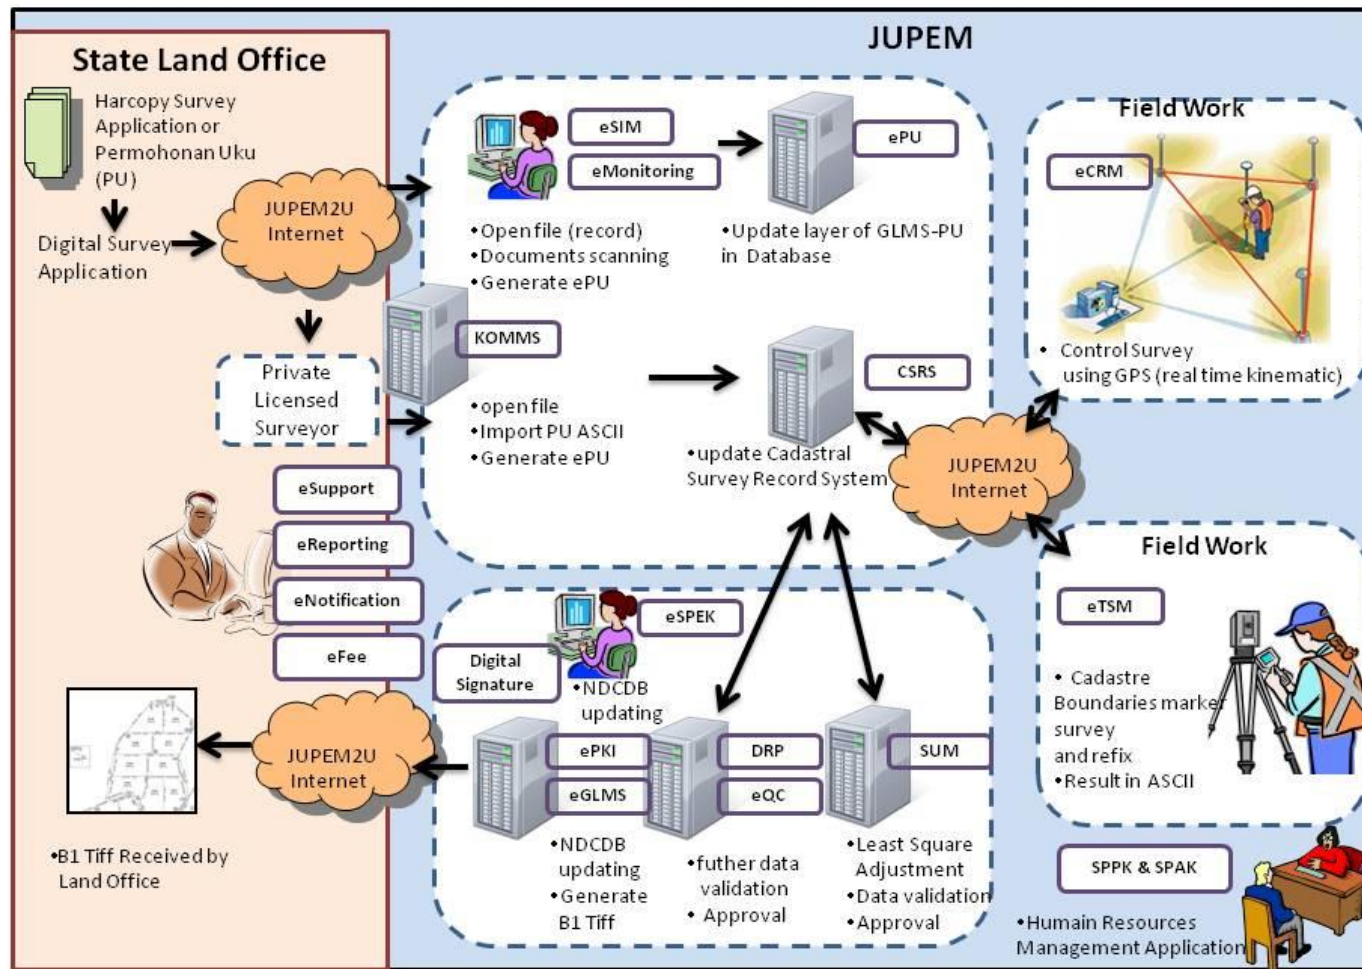 JUPEM
State Land Office
Harcopy Survey
Application or
Permohonan Uku
(PU)
Digital Survey
Application
JUPEM2U
Internet
Private
Licensed
Surveyor
eSupport
eReporting
eNotification
eFee
JUPEM2U
Internet
•B1 Tiff Received by
Land Office
eSIM
eMonitoring
•Open file (record)
•Documents scanning
•Generate ePU
ePU
•Update layer of GLMS-PU
in Database
KOMMS
•open file
•Import PU ASCII
•Generate ePU
CSRS
•update Cadastral
Survey Record System
JUPEM2U
Internet
Field Work
eCRM
• Control Survey
using GPS (real time kinematic)
Field Work
eTSM
• Cadastre
Boundaries marker
survey
and refix
•Result in ASCII
SPPK & SPAK
•Humain Resources
Management Application
eSPEK
Digital
Signature
•NDCDB
updating
ePKI
eGLMS
•NDCDB
updating
•Generate
B1 Tiff
DRP
eQC
•futher data
validation
• Approval
SUM
•Least Square
Adjustment
•Data validation
•Approval